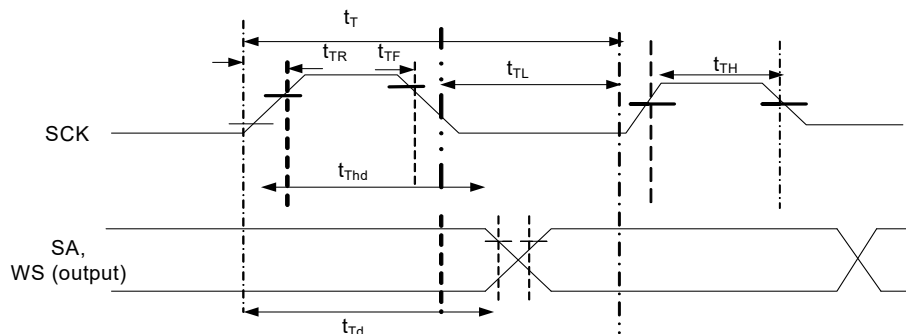 tT
tTR
tTF
tTL
tTH
SCK
tThd
SA,
WS (output)
tTd